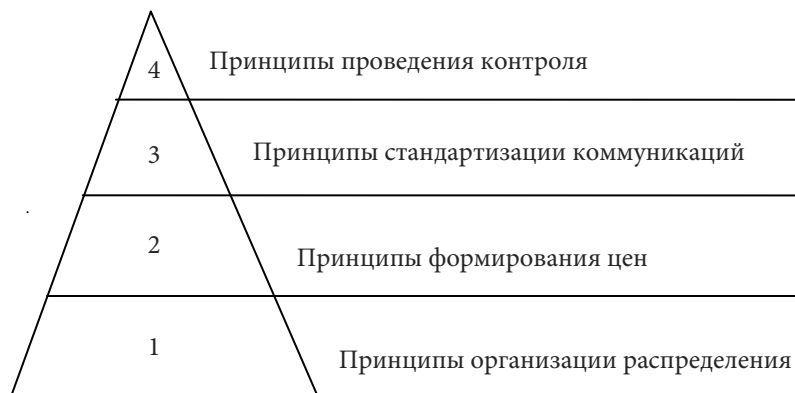 4 Принципы проведения контроля
3 Принципы стандартизации коммуникаций
2 Принципы формирования цен
1 Принципы организации распределения